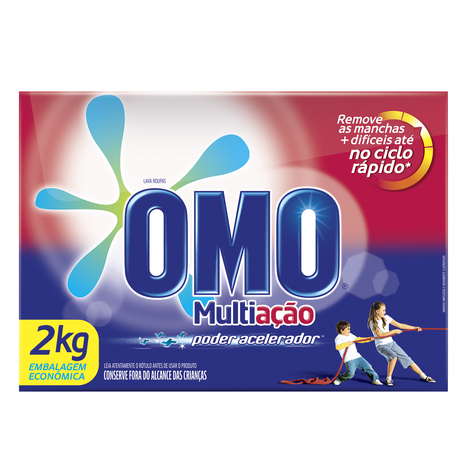 Remove
as manchas
+ difíceis até
no ciclo
rápido*
LAVA ROUPAS
OMO®
Multiação
poder acelerador
2kg
EMBALAGEM
ECONÔMICA
LEIA ATENTAMENTE O RÓTULO ANTES DE USAR O PRODUTO
CONSERVE FORA DO ALCANCE DAS CRIANÇAS